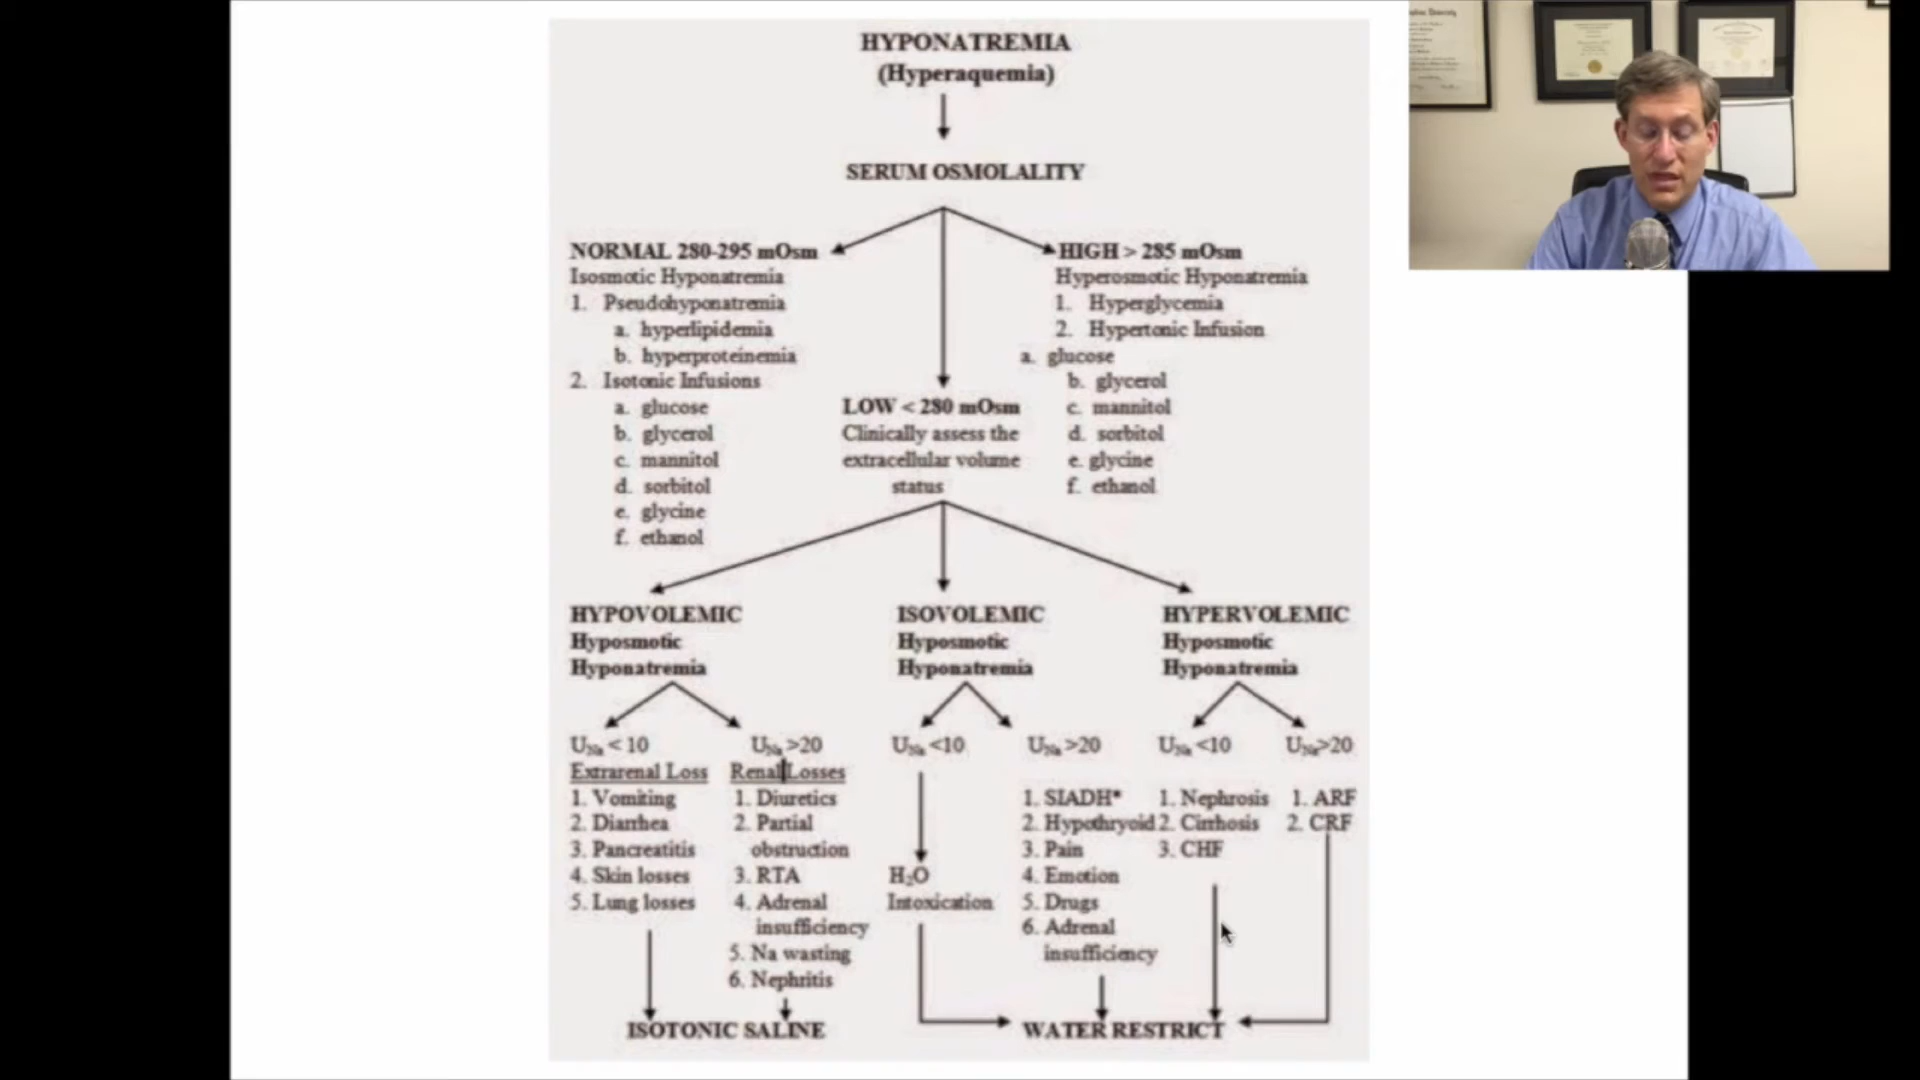 HYPONATREMIA
(Hyperaquemia)
SERUM OSMOLALITY
NORMAL 280-295 mOsm
Isosmotic Hyponatremia
1. Pseudohyponatremia
a. hyperlipidemia
b. hyperproteinemia
2. Isotonic Infusions
a. glucose
b. glycerol
c. mannitol
d. sorbitol
e. glycine
f. ethanol
LOW < 280 mOsm
Clinically assess the
extracellular volume
status
HIGH > 285 mOsm
Hyperosmotic Hyponatremia
1. Hyperglycemia
2. Hypertonic Infusion
a. glucose
b. glycerol
c. mannitol
d. sorbitol
e. glycine
f. ethanol
HYPOVOLEMIC
Hyposmotic
Hyponatremia
UNa < 10
Extrarenal Loss
1. Vomiting
2. Diarrhea
3. Pancreatitis
4. Skin losses
5. Lung losses
UNa >20
Renal Losses
1. Diuretics
2. Partial
obstruction
3. RTA
4. Adrenal
insufficiency
5. Na wasting
6. Nephritis
ISOTONIC SALINE
ISOVOLEMIC
Hyposmotic
Hyponatremia
UNa <10
H2O
Intoxication
UNa >20
1. SIADH*
2. Hypothryoid
3. Pain
4. Emotion
5. Drugs
6. Adrenal
insufficiency
HYPERVOLEMIC
Hyposmotic
Hyponatremia
UNa <10
1. Nephrosis
2. Cirrhosis
3. CHF
UNa>20
1. ARF
2. CRF
WATER RESTRICT